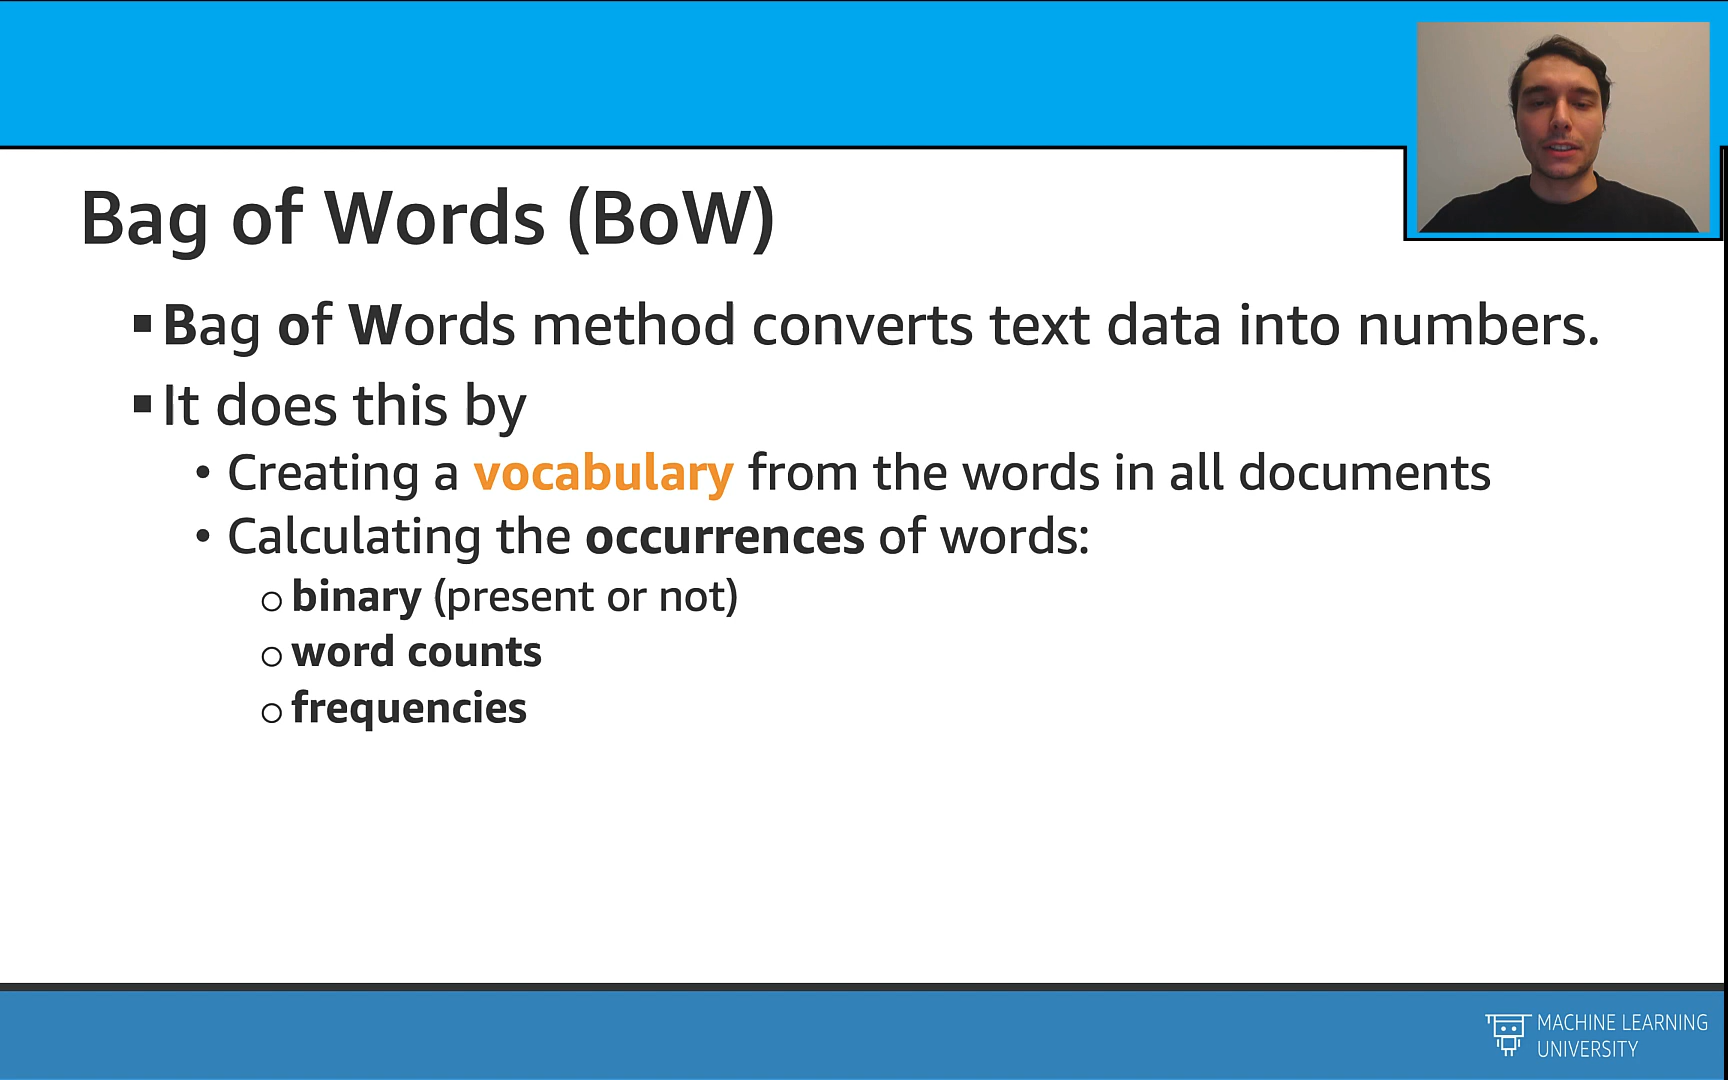 Bag of Words (BoW)
Bag of Words method converts text data into numbers.
It does this by
Creating a vocabulary from the words in all documents
Calculating the occurrences of words:
binary (present or not)
word counts
frequencies
MACHINE LEARNING
UNIVERSITY